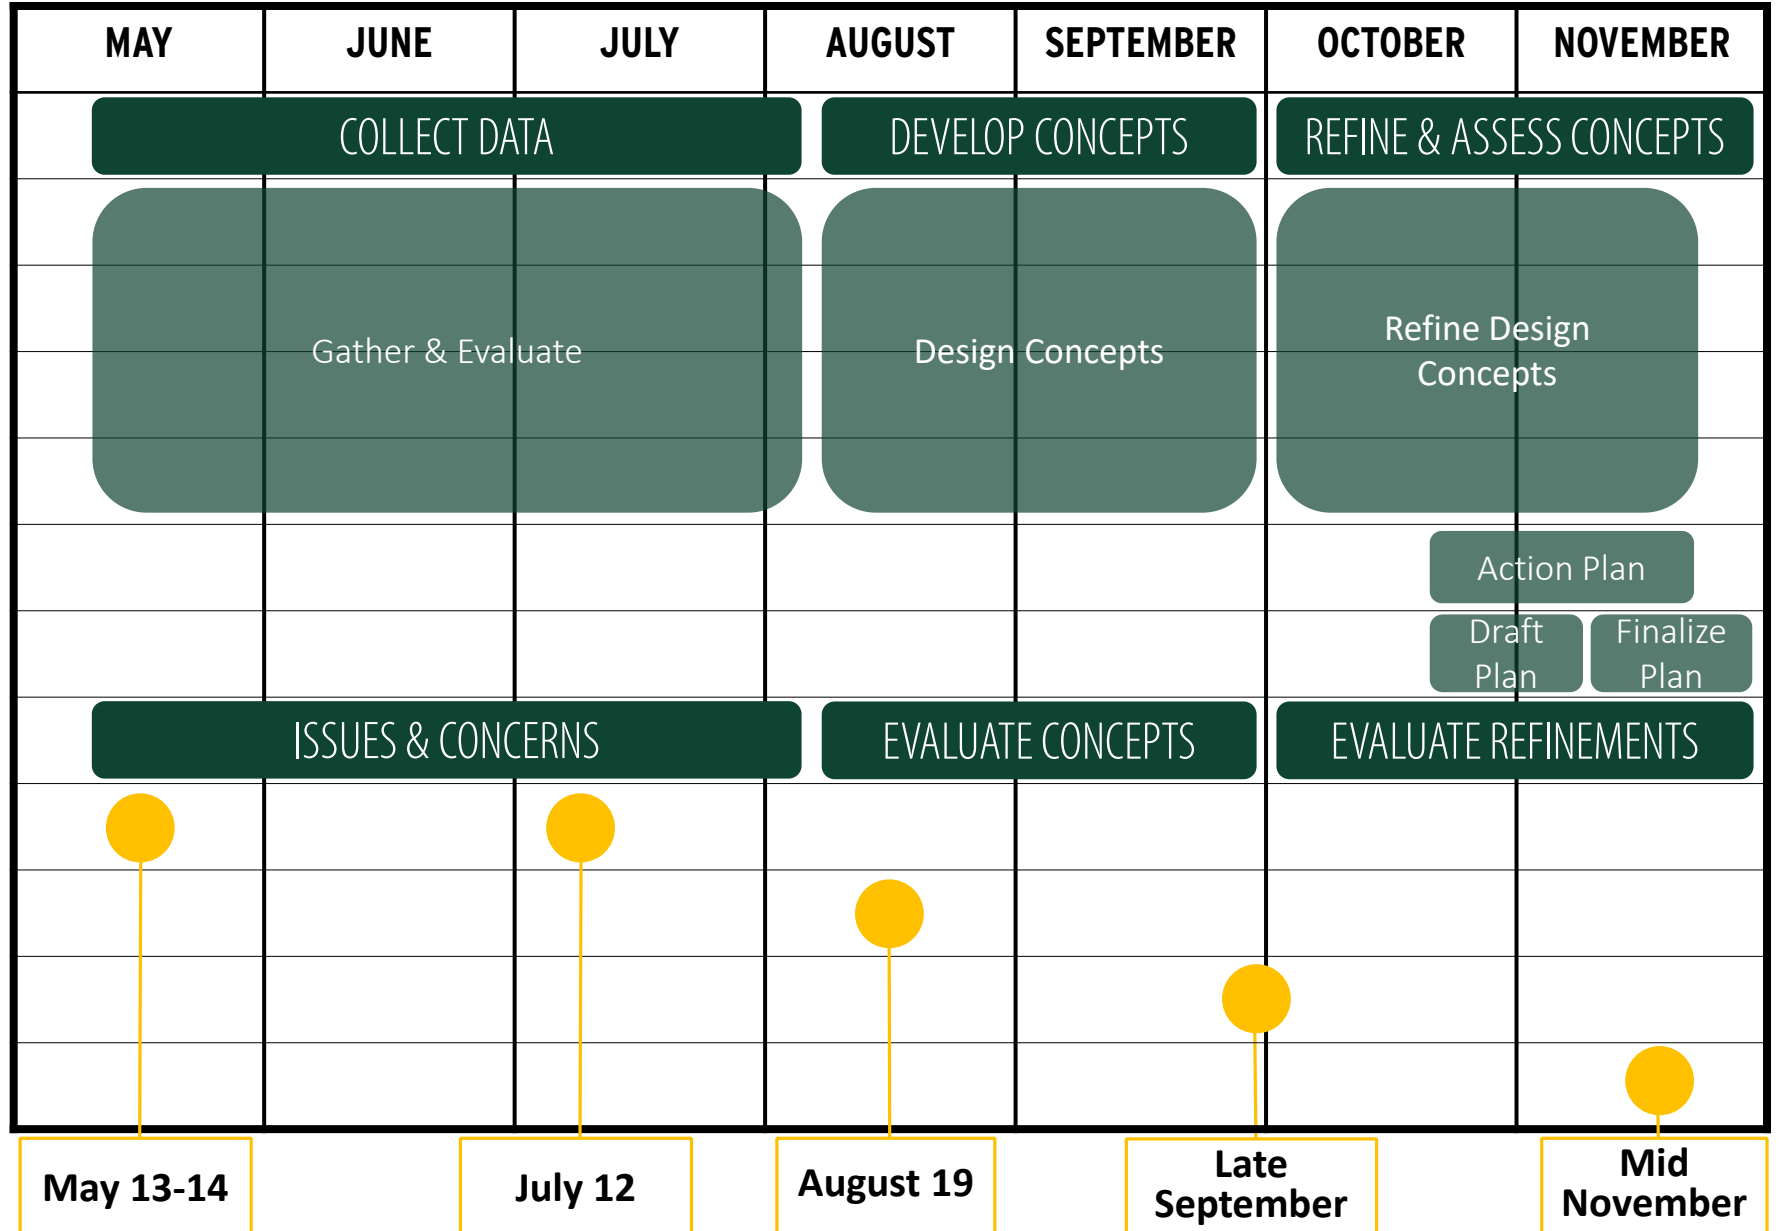 MAY JUNE JULY AUGUST SEPTEMBER OCTOBER NOVEMBER
COLLECT DATA DEVELOP CONCEPTS REFINE & ASSESS CONCEPTS
Gather & Evaluate
Design Concepts
Refine Design
Concepts
Action Plan
Draft
Plan
Finalize
Plan
ISSUES & CONCERNS EVALUATE CONCEPTS EVALUATE REFINEMENTS
May 13-14
July 12
August 19
Late
September
Mid
November